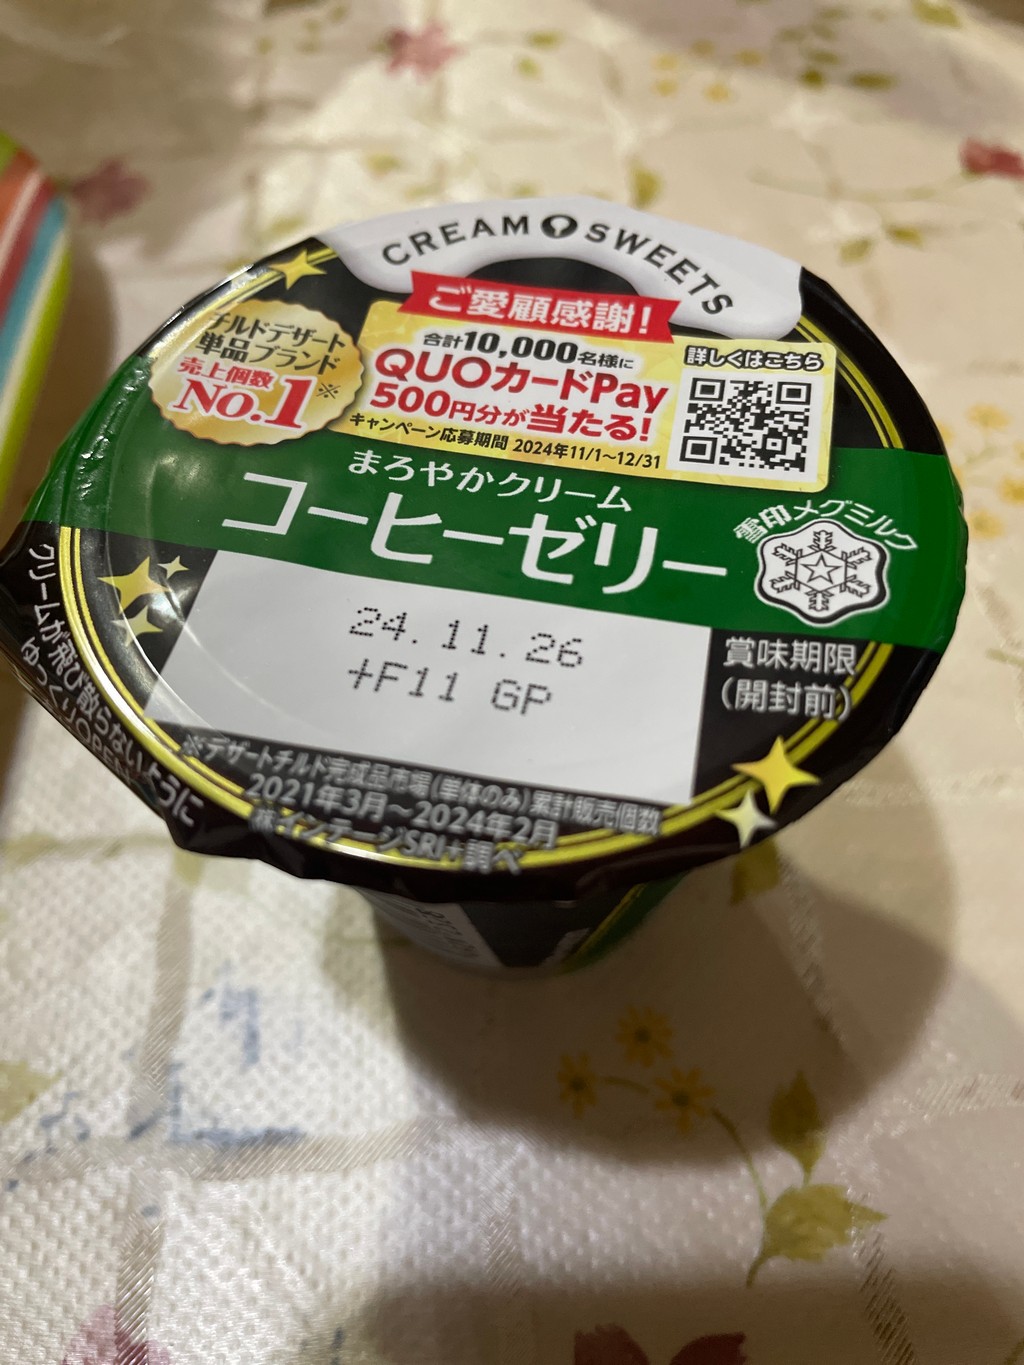 CREAM SWEETS
ご愛顧感謝!
チルドデザート
単品ブランド
売上個数
No.1※
合計10,000名様に
QUOカードPay
500円分が当たる!
キャンペーン応募期間 2024年11/1〜12/31
詳しくはこちら
まろやかクリーム
コーヒーゼリー
雪印メグミルク
24.11.26
+F11 GP
賞味期限
(開封前)
※デザートチルド完成品市場(単体のみ)累計販売個数
2021年3月〜2024年2月
※インテージSRI+調べ
クリームが飛び散らないように
ゆっくりOPEN